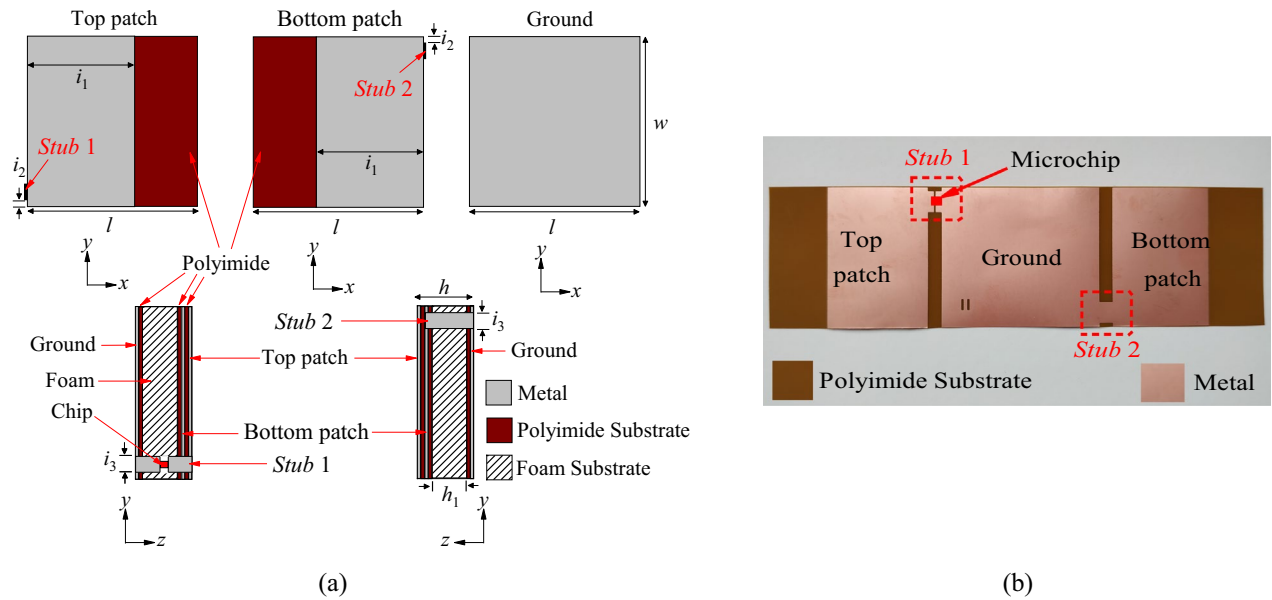 Top patch
Bottom patch
Ground
i2
i1
Stub 2
w
Stub 1
i1
i2
l
l
l
y
x
Polyimide
y
x
h
Stub 2
i3
Ground
Top patch
Ground
Foam
Metal
Chip
Bottom patch
Polyimide Substrate
i3
Stub 1
Foam Substrate
h1
y
z
y
z
(a)
Stub 1
Microchip
Top
patch
Ground
Bottom
patch
Stub 2
Polyimide Substrate
Metal
(b)